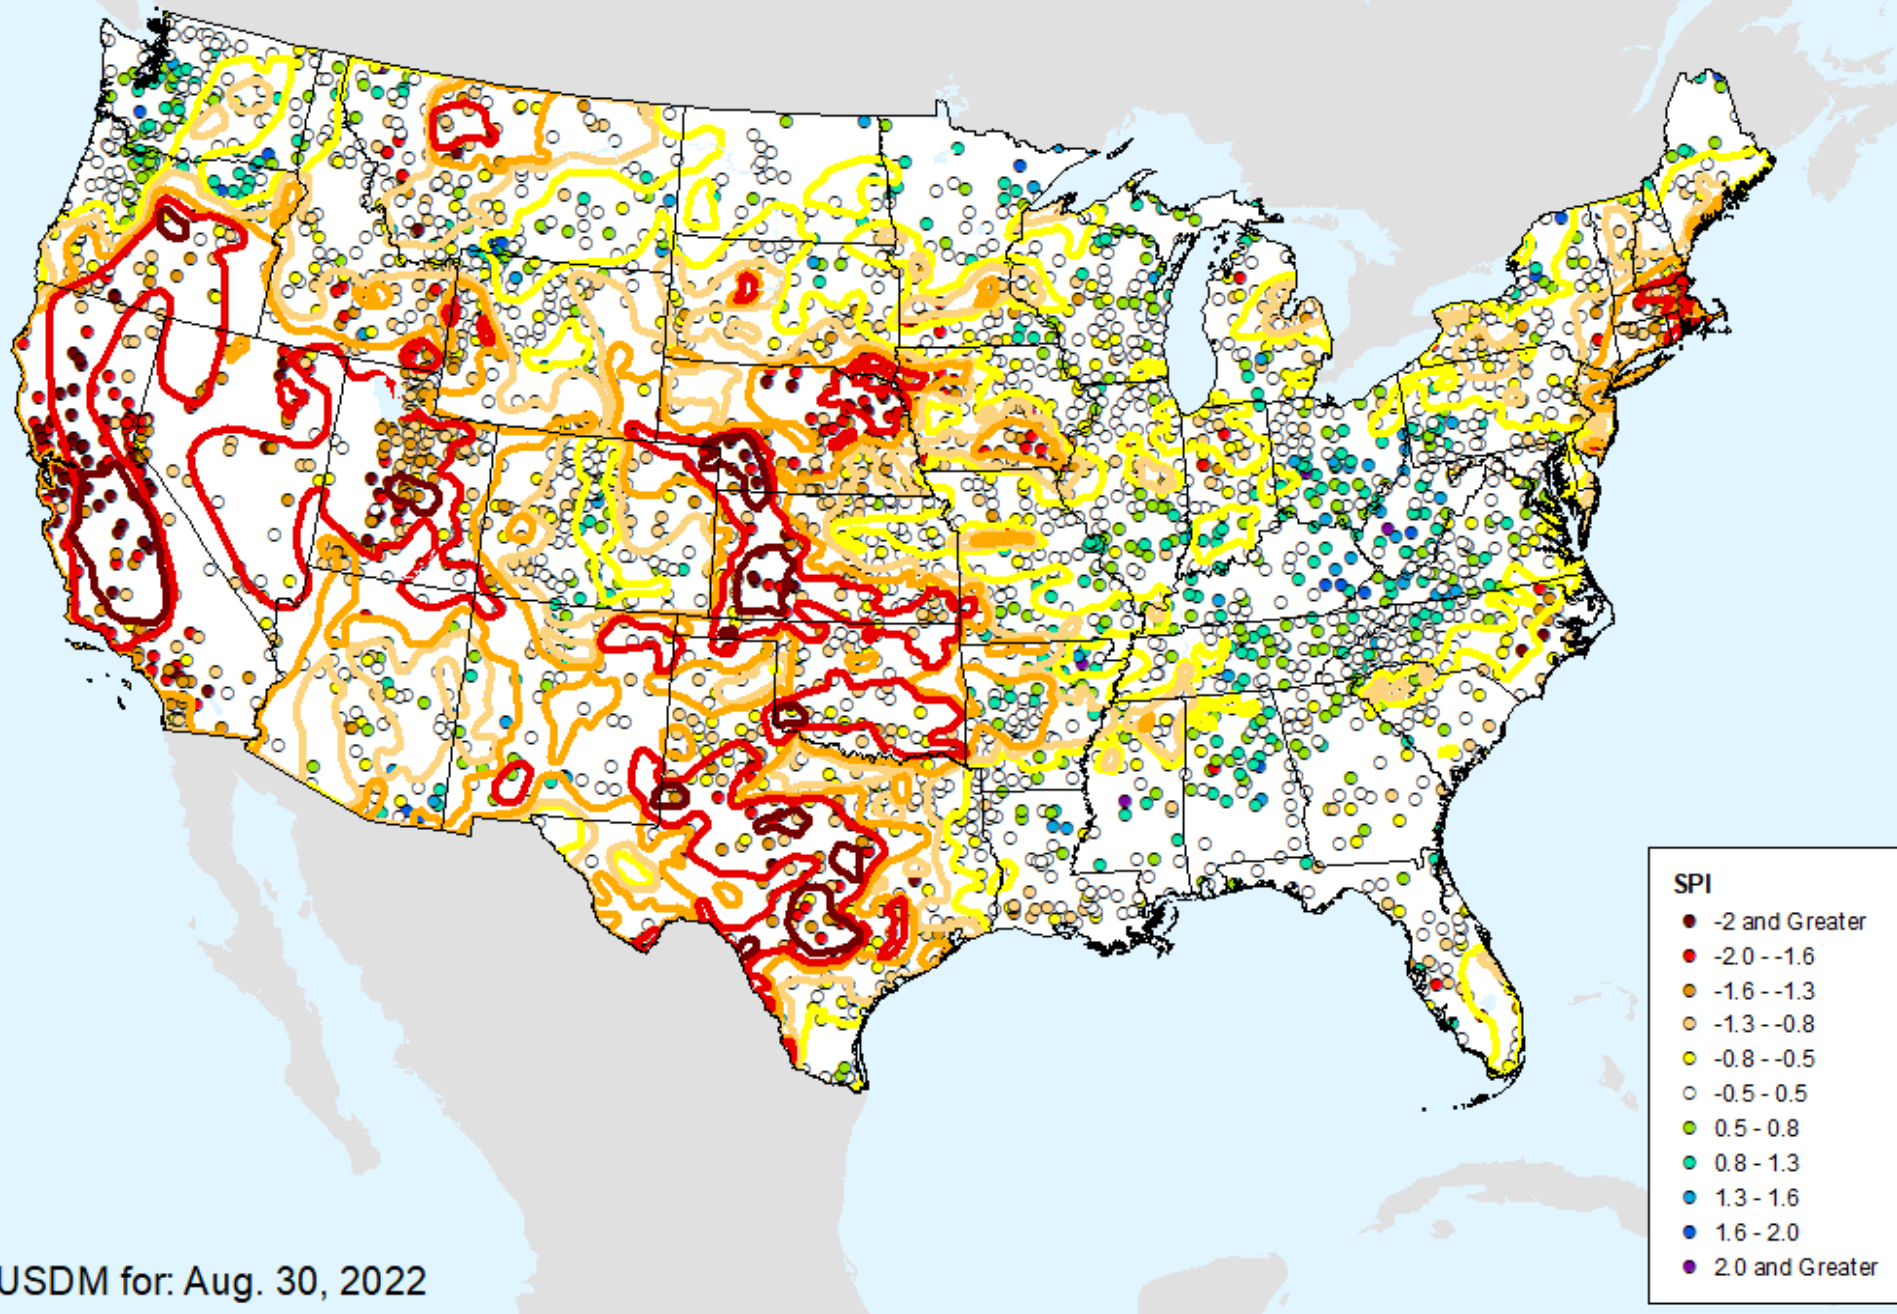 SPI
-2 and Greater
-2.0 - -1.6
-1.6 - -1.3
-1.3 - -0.8
-0.8 - -0.5
-0.5 - 0.5
0.5 - 0.8
0.8 - 1.3
1.3 - 1.6
1.6 - 2.0
2.0 and Greater
USDM for: Aug. 30, 2022